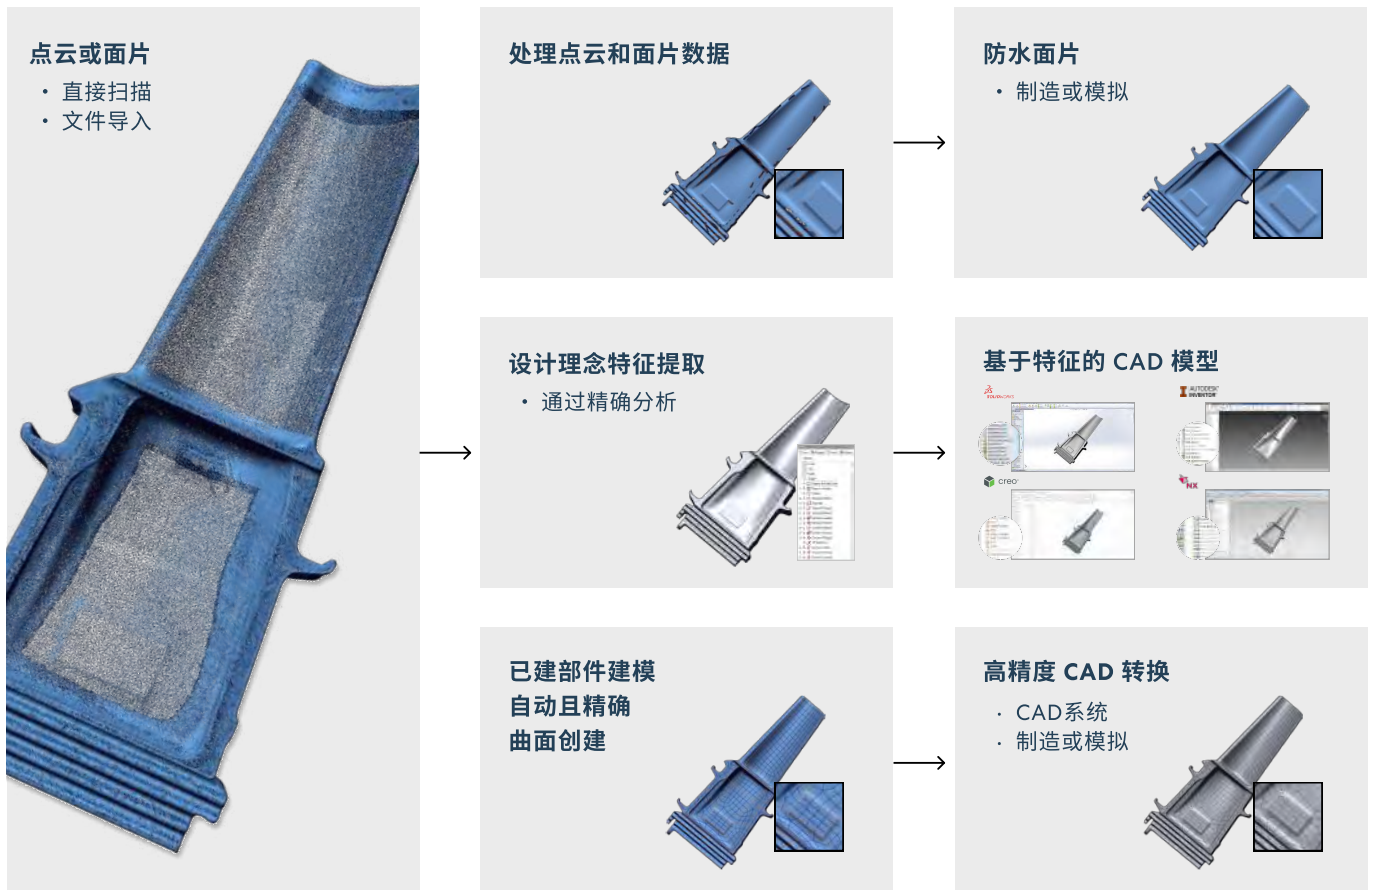 点云或面片
• 直接扫描
• 文件导入
处理点云和面片数据
防水面片
• 制造或模拟
设计理念特征提取
• 通过精确分析
基于特征的 CAD 模型
SOLIDWORKS
AUTODESK
INVENTOR
creo
NX
已建部件建模
自动且精确
曲面创建
高精度 CAD 转换
· CAD系统
· 制造或模拟